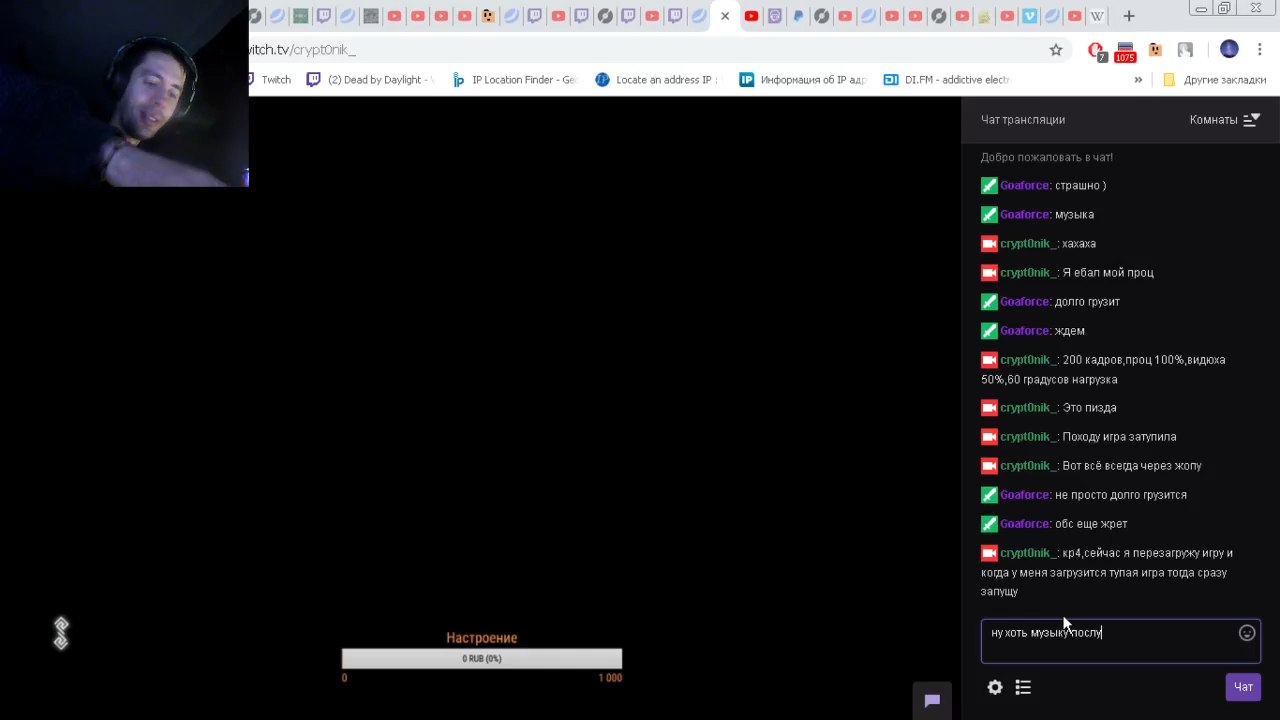 witch.tv/crypt0nik_
7
1075
Twitch
(2) Dead by Daylight -
IP Location Finder - Geo
Locate an address IP :
Информация об IP адр
DI.FM - addictive electr
»
Другие закладки
Чат трансляции
Комнаты
Добро пожаловать в чат!
Goaforce: страшно )
Goaforce: музыка
crypt0nik_: хахаха
crypt0nik_: Я ебал мой проц
Goaforce: долго грузит
Goaforce: ждем
crypt0nik_: 200 кадров,проц 100%,видюха
50%,60 градусов нагрузка
crypt0nik_: Это пизда
crypt0nik_: Походу игра затупила
crypt0nik_: Вот всё всегда через жопу
Goaforce: не просто долго грузится
Goaforce: обс еще жрет
crypt0nik_: кр4,сейчас я перезагружу игру и
когда у меня загрузится тупая игра тогда сразу
запущу
ну хоть музыку послу
Настроение
0 RUB (0%)
0
1 000
Чат